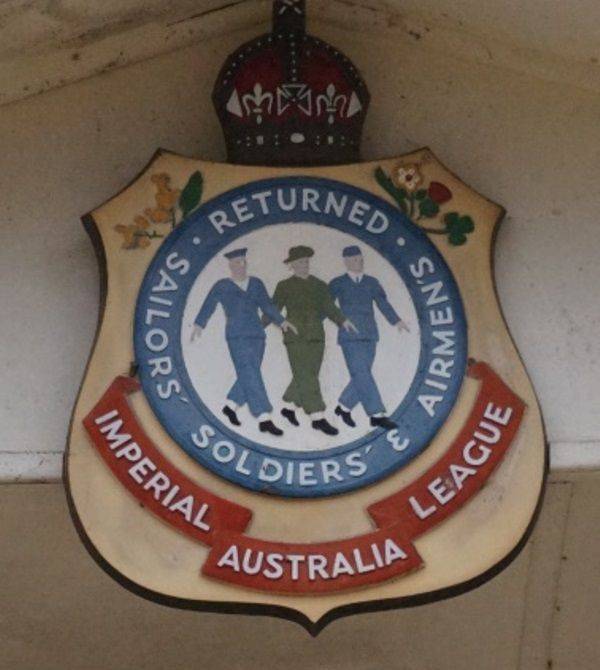 RETURNED
SAILORS' SOLDIERS' & AIRMEN'S
IMPERIAL LEAGUE
AUSTRALIA